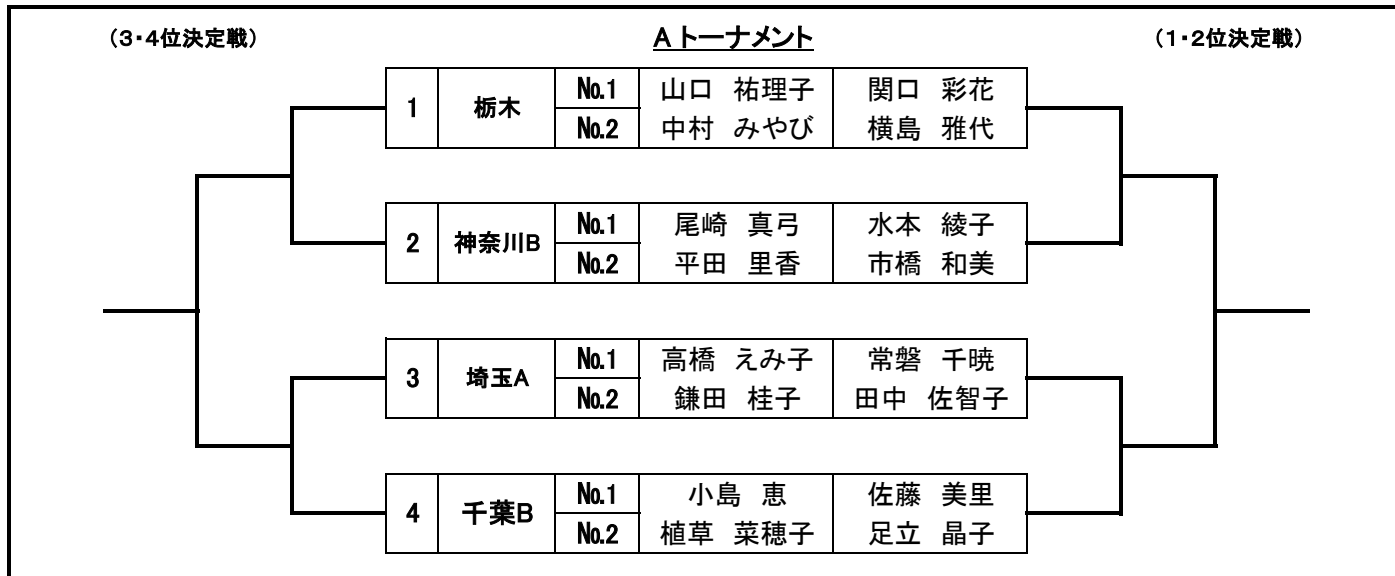 （3・4位決定戦） Aトーナメント （1・2位決定戦）
1 栃木 No.1 山口 祐理子 関口 彩花
No.2 中村 みやび 横島 雅代
2 神奈川B No.1 尾崎 真弓 水本 綾子
No.2 平田 里香 市橋 和美
3 埼玉A No.1 高橋 えみ子 常磐 千暁
No.2 鎌田 桂子 田中 佐智子
4 千葉B No.1 小島 恵 佐藤 美里
No.2 植草 菜穂子 足立 晶子